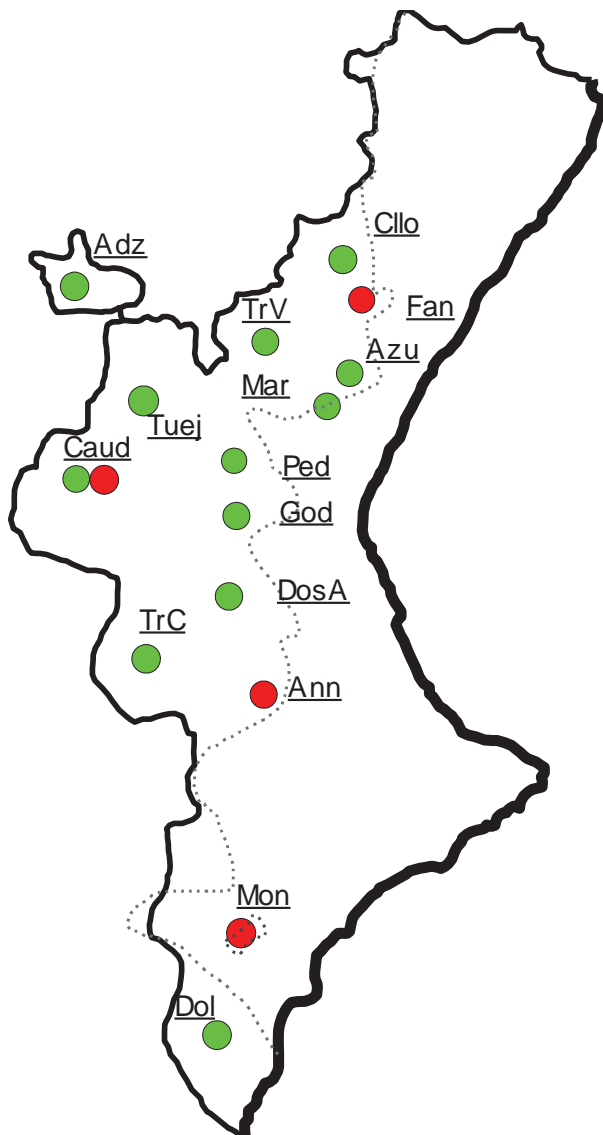 Cllo
Adz
Fan
TrV
Azu
Mar
Tuej
Caud
Ped
God
DosA
TrC
Ann
Mon
Dol